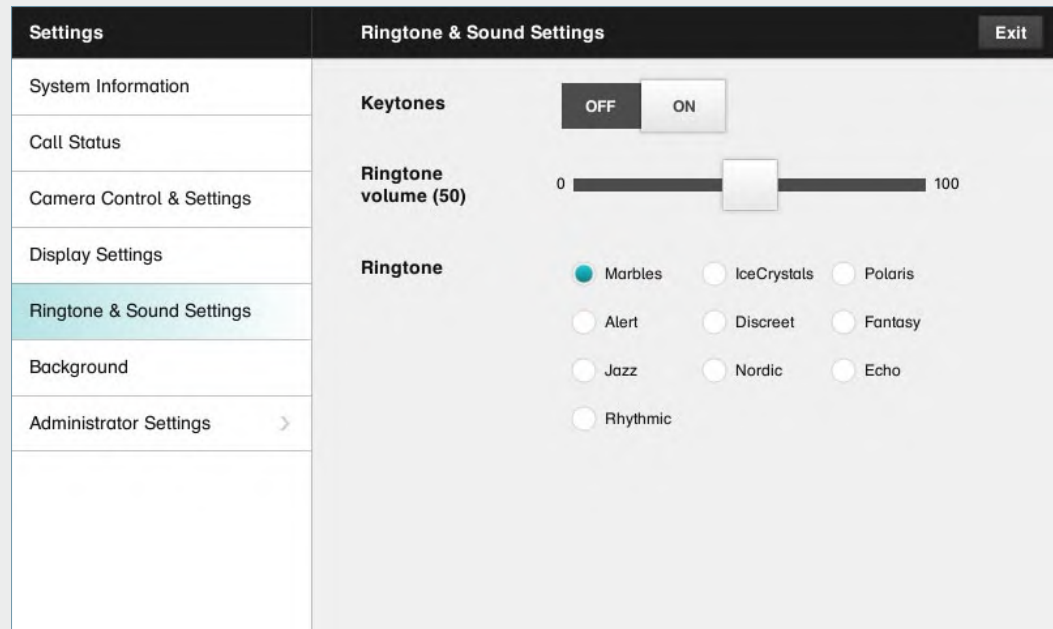 Settings
Ringtone & Sound Settings
Exit
System Information
Call Status
Camera Control & Settings
Display Settings
Ringtone & Sound Settings
Background
Administrator Settings
Keytones
OFF
ON
Ringtone
volume (50)
0
100
Ringtone
Marbles
IceCrystals
Polaris
Alert
Discreet
Fantasy
Jazz
Nordic
Echo
Rhythmic